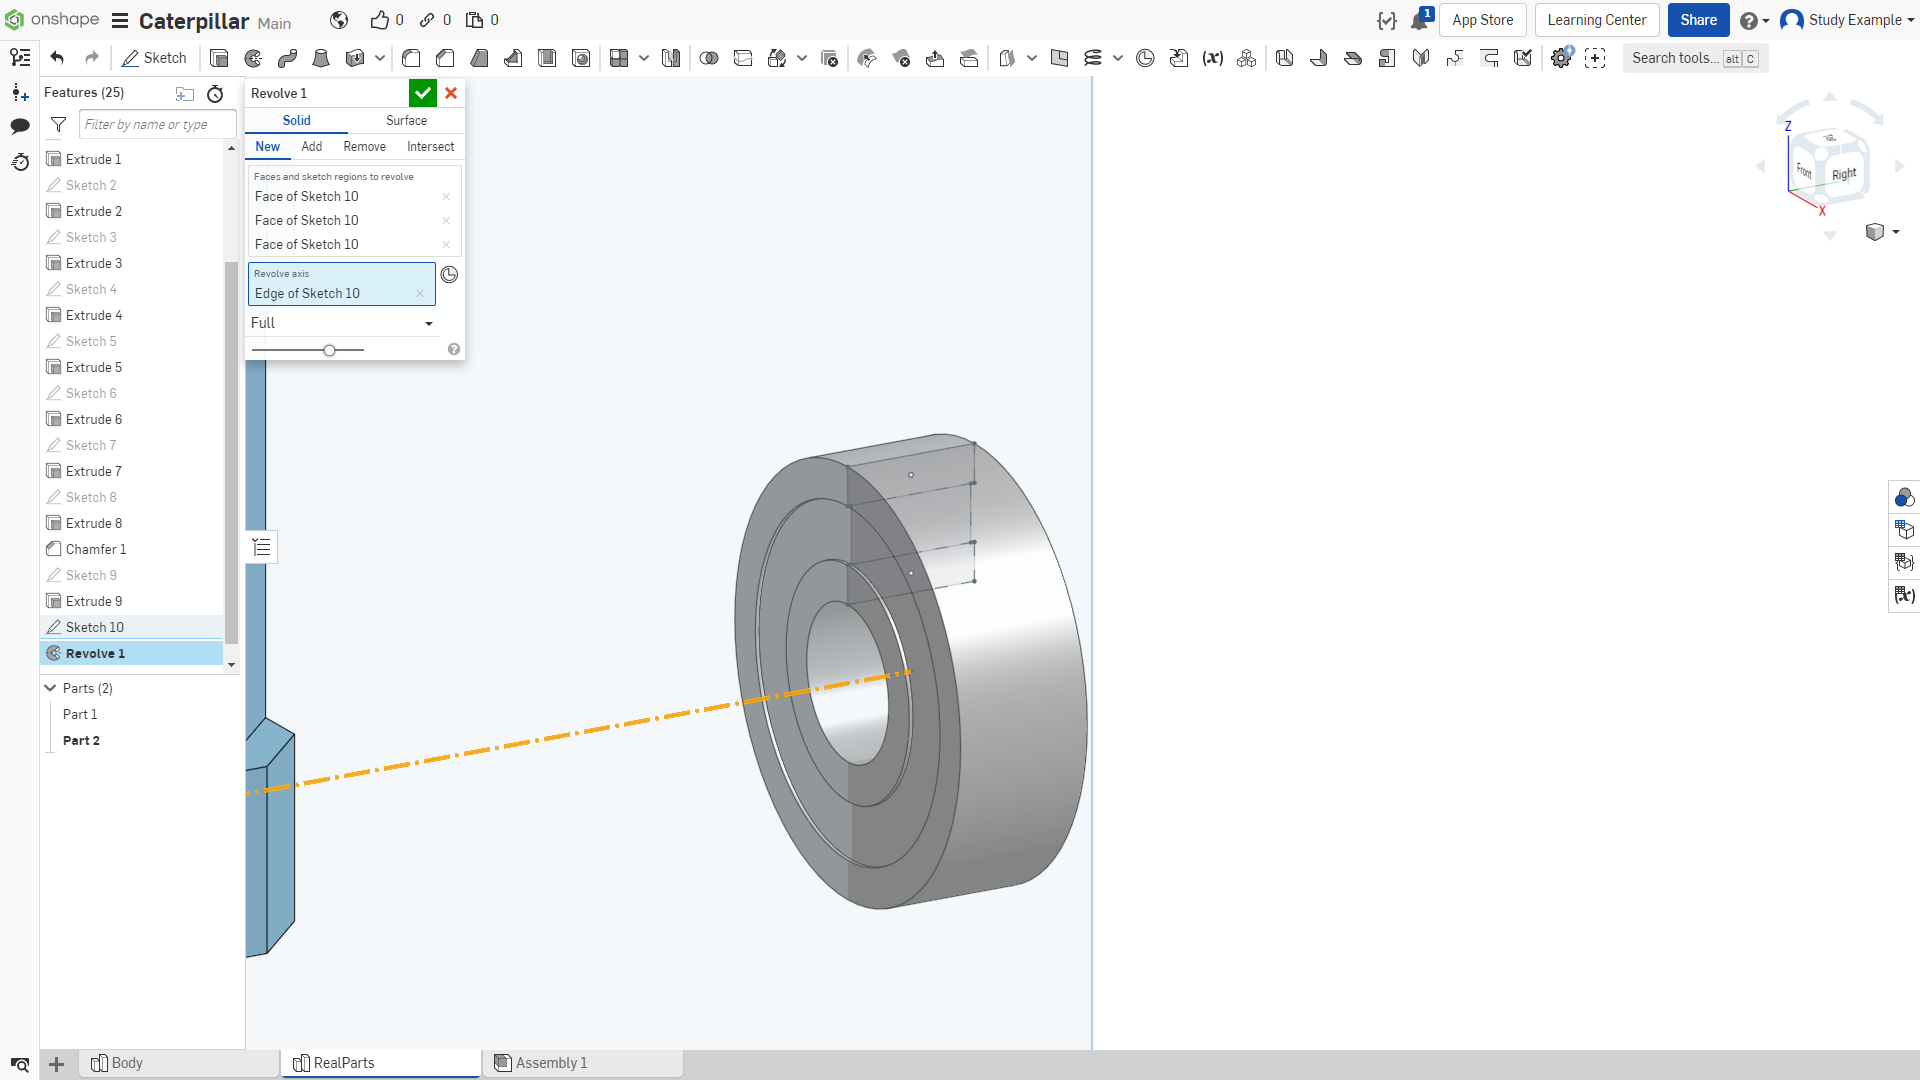 onshape
Caterpillar Main
0
0
0
1
App Store
Learning Center
Share
Study Example
Sketch
Search tools... alt C
Features (25)
Filter by name or type
Extrude 1
Sketch 2
Extrude 2
Sketch 3
Extrude 3
Sketch 4
Extrude 4
Sketch 5
Extrude 5
Sketch 6
Extrude 6
Sketch 7
Extrude 7
Sketch 8
Extrude 8
Chamfer 1
Sketch 9
Extrude 9
Sketch 10
Revolve 1
Parts (2)
Part 1
Part 2
Revolve 1
Solid
Surface
New
Add
Remove
Intersect
Faces and sketch regions to revolve
Face of Sketch 10
Face of Sketch 10
Face of Sketch 10
Revolve axis
Edge of Sketch 10
Full
Z
Front
Right
X
Body
RealParts
Assembly 1